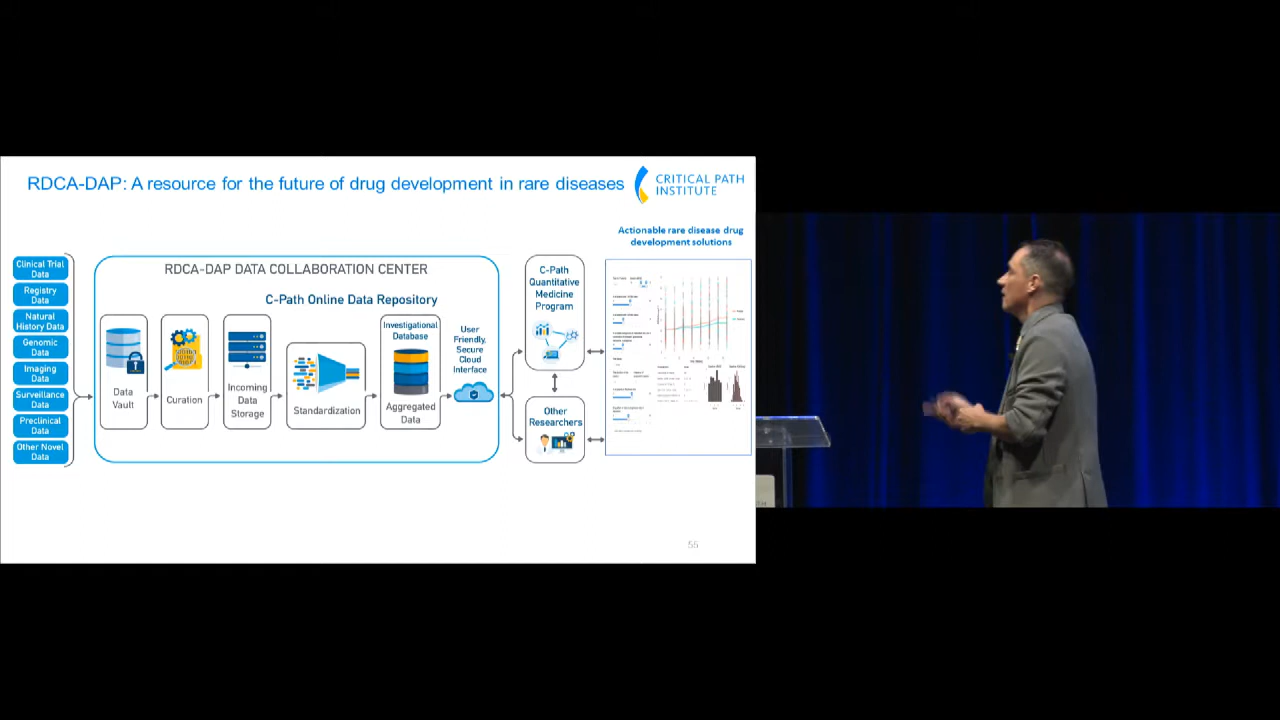 RDCA-DAP: A resource for the future of drug development in rare diseases
CRITICAL PATH
INSTITUTE
Actionable rare disease drug
development solutions
Clinical Trial
Data
Registry
Data
Natural
History Data
Genomic
Data
Imaging
Data
Surveillance
Data
Preclinical
Data
Other Novel
Data
RDCA-DAP DATA COLLABORATION CENTER
C-Path Online Data Repository
Data
Vault
Curation
Incoming
Data
Storage
Standardization
Investigational
Database
Aggregated
Data
User
Friendly,
Secure
Cloud
Interface
C-Path
Quantitative
Medicine
Program
Other
Researchers
55